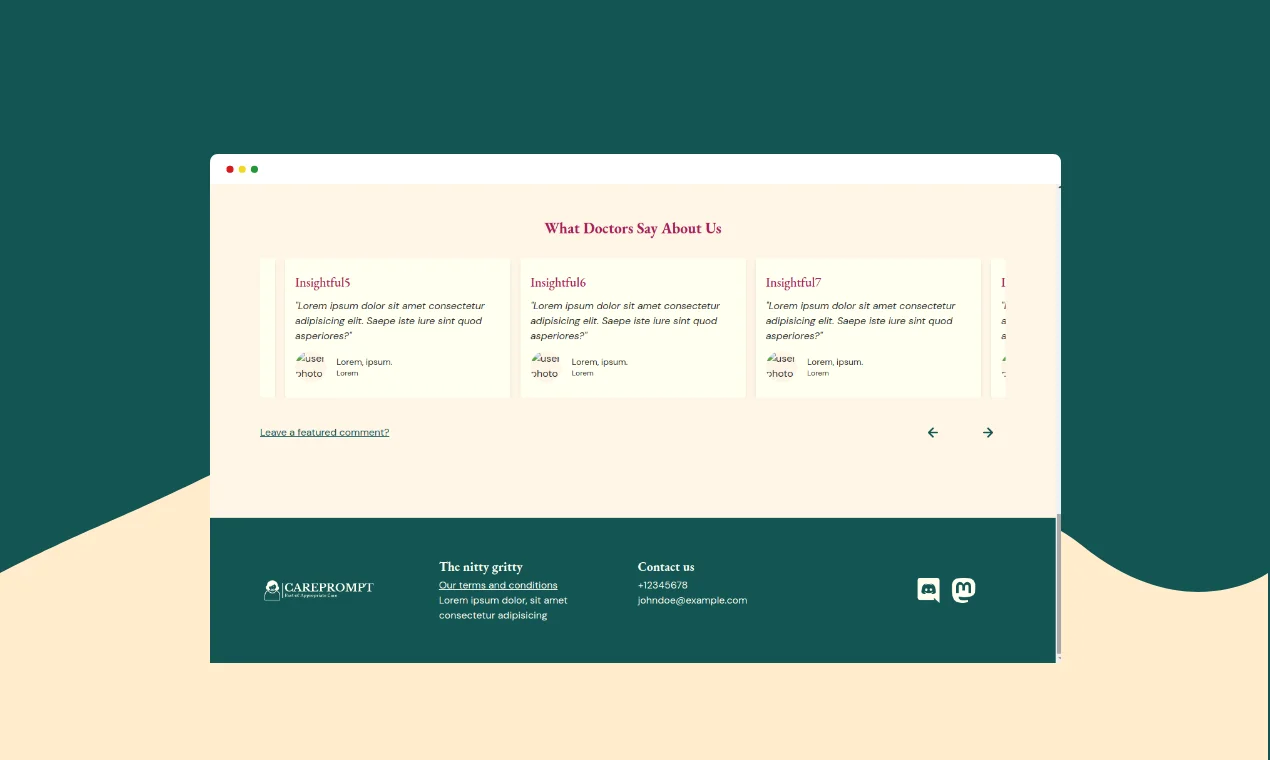 What Doctors Say About Us
Insightful5
"Lorem ipsum dolor sit amet consectetur
adipisicing elit. Saepe iste iure sint quod
asperiores?"
user
photo
Lorem, ipsum.
Lorem
Insightful6
"Lorem ipsum dolor sit amet consectetur
adipisicing elit. Saepe iste iure sint quod
asperiores?"
user
photo
Lorem, ipsum.
Lorem
Insightful7
"Lorem ipsum dolor sit amet consectetur
adipisicing elit. Saepe iste iure sint quod
asperiores?"
user
photo
Lorem, ipsum.
Lorem
Leave a featured comment?
CAREPROMPT
Part of Appropriate Care
The nitty gritty
Our terms and conditions
Lorem ipsum dolor, sit amet
consectetur adipisicing
Contact us
+12345678
johndoe@example.com